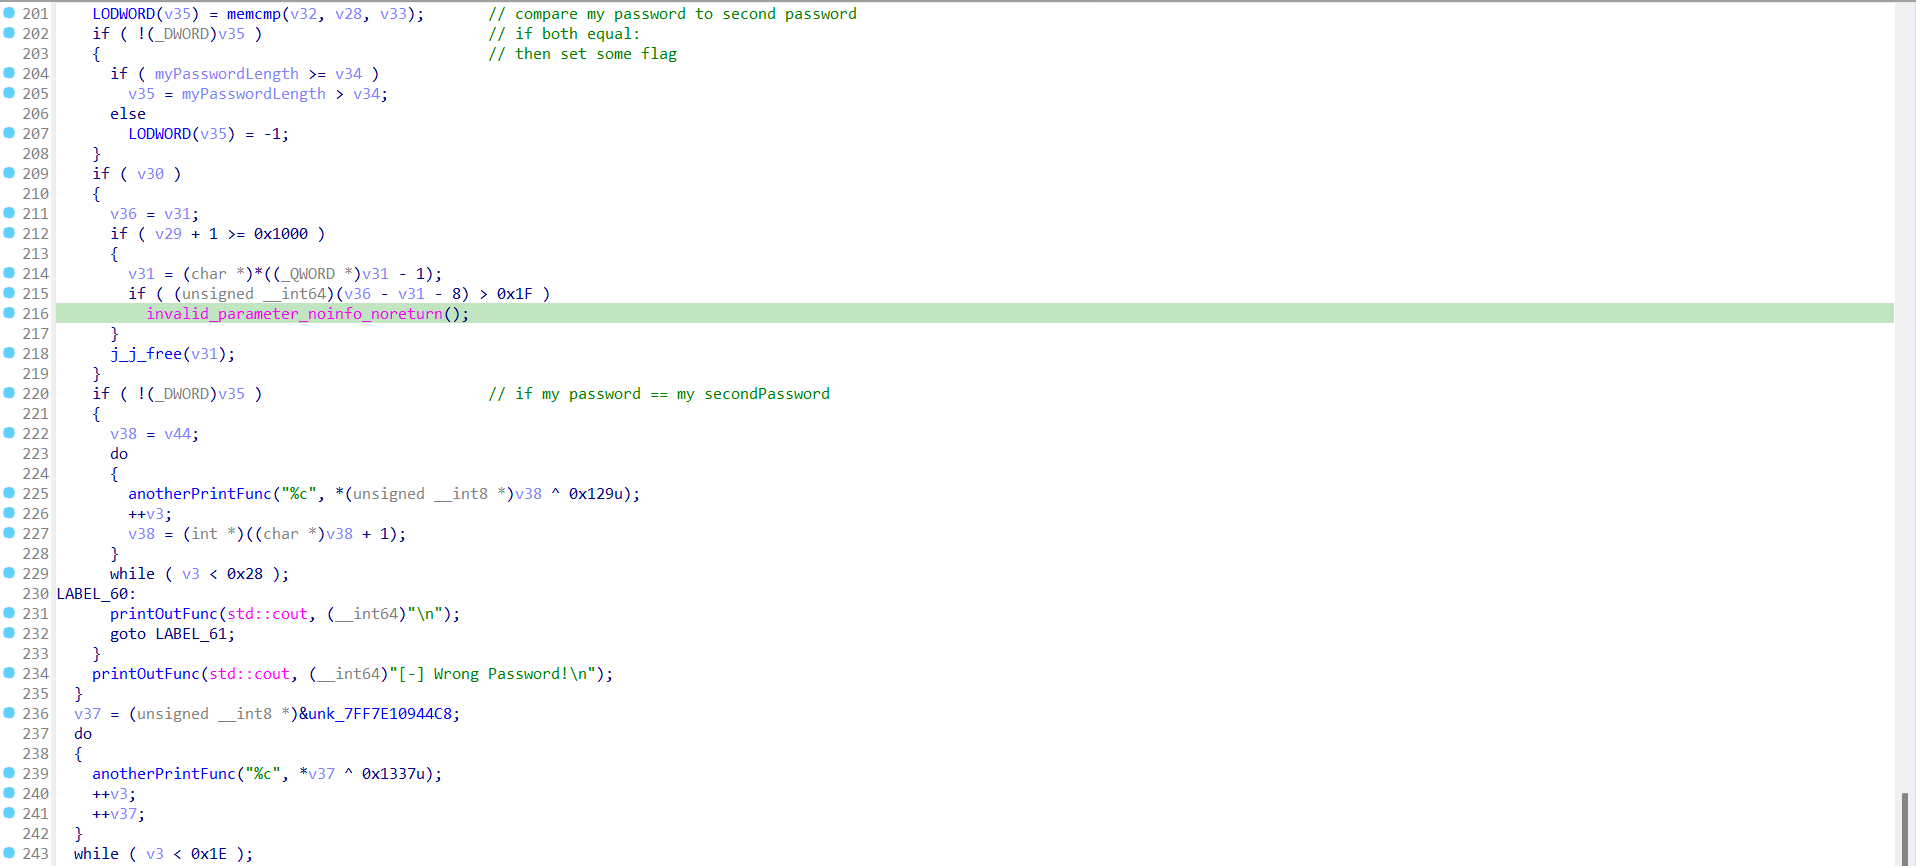 201 LODWORD(v35) = memcmp(v32, v28, v33); // compare my password to second password
202 if ( !(_DWORD)v35 ) // if both equal:
203 { // then set some flag
204 if ( myPasswordLength >= v34 )
205 v35 = myPasswordLength > v34;
206 else
207 LODWORD(v35) = -1;
208 }
209 if ( v30 )
210 {
211 v36 = v31;
212 if ( v29 + 1 >= 0x1000 )
213 {
214 v31 = (char *)*((_QWORD *)v31 - 1);
215 if ( (unsigned __int64)(v36 - v31 - 8) > 0x1F )
216 invalid_parameter_noinfo_noreturn();
217 }
218 j_j_free(v31);
219 }
220 if ( !(_DWORD)v35 ) // if my password == my secondPassword
221 {
222 v38 = v44;
223 do
224 {
225 anotherPrintFunc("%c", *(unsigned __int8 *)v38 ^ 0x129u);
226 ++v3;
227 v38 = (int *)((char *)v38 + 1);
228 }
229 while ( v3 < 0x28 );
230 LABEL_60:
231 printOutFunc(std::cout, (__int64)"\n");
232 goto LABEL_61;
233 }
234 printOutFunc(std::cout, (__int64)"[-] Wrong Password!\n");
235 }
236 v37 = (unsigned __int8 *)&unk_7FF7E10944C8;
237 do
238 {
239 anotherPrintFunc("%c", *v37 ^ 0x1337u);
240 ++v3;
241 ++v37;
242 }
243 while ( v3 < 0x1E );